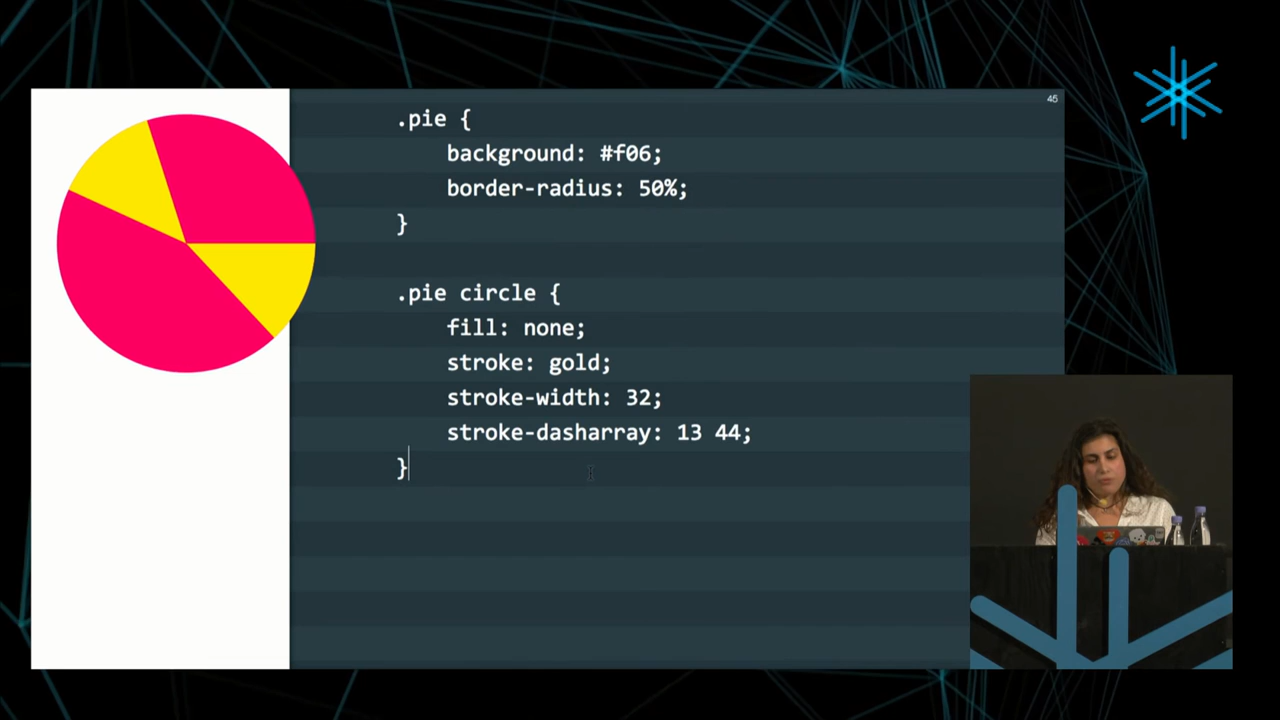 45
.pie {
background: #f06;
border-radius: 50%;
}
.pie circle {
fill: none;
stroke: gold;
stroke-width: 32;
stroke-dasharray: 13 44;
}